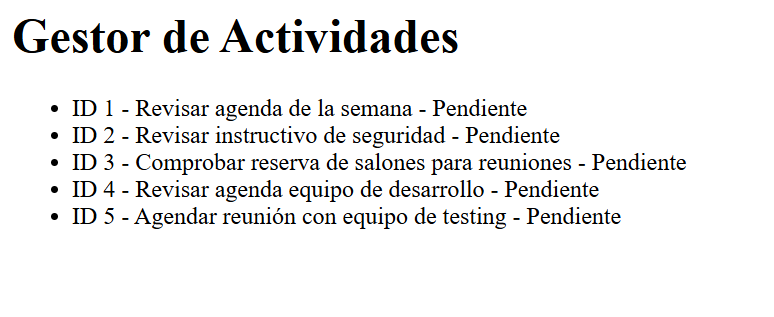 Gestor de Actividades
• ID 1 - Revisar agenda de la semana - Pendiente
• ID 2 - Revisar instructivo de seguridad - Pendiente
• ID 3 - Comprobar reserva de salones para reuniones - Pendiente
• ID 4 - Revisar agenda equipo de desarrollo - Pendiente
• ID 5 - Agendar reunión con equipo de testing - Pendiente